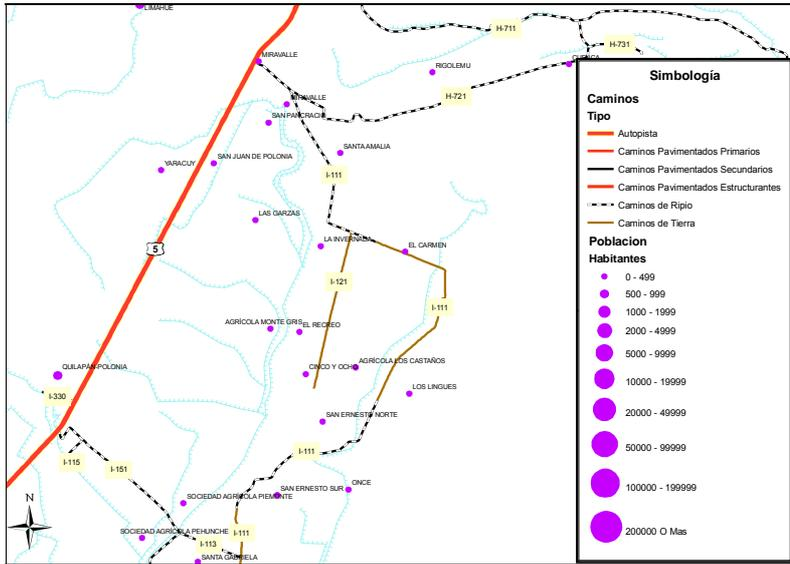 LIMAHUE
H-711
H-731
MIRAVALLE
RIGOLEMU
CUENCA
H-721
MIRAVALLE
SAN PANCRACIO
SANTA AMALIA
SAN JUAN DE POLONIA
YARACUY
I-111
LAS GARZAS
LA INVERNADA
EL CARMEN
5
I-121
I-111
AGRÍCOLA MONTE GRIS
EL RECREO
QUILAPÁN-POLONIA
CINCO Y OCHO
AGRÍCOLA LOS CASTAÑOS
LOS LINGUES
I-330
SAN ERNESTO NORTE
I-111
I-115
I-151
SOCIEDAD AGRÍCOLA PIEMONTE
SAN ERNESTO SUR
ONCE
N
SOCIEDAD AGRÍCOLA PEHUNCHE
I-111
I-113
SANTA GABRIELA
Simbología
Caminos
Tipo
Autopista
Caminos Pavimentados Primarios
Caminos Pavimentados Secundarios
Caminos Pavimentados Estructurantes
Caminos de Ripio
Caminos de Tierra
Poblacion
Habitantes
0 - 499
500 - 999
1000 - 1999
2000 - 4999
5000 - 9999
10000 - 19999
20000 - 49999
50000 - 99999
100000 - 199999
200000 O Mas